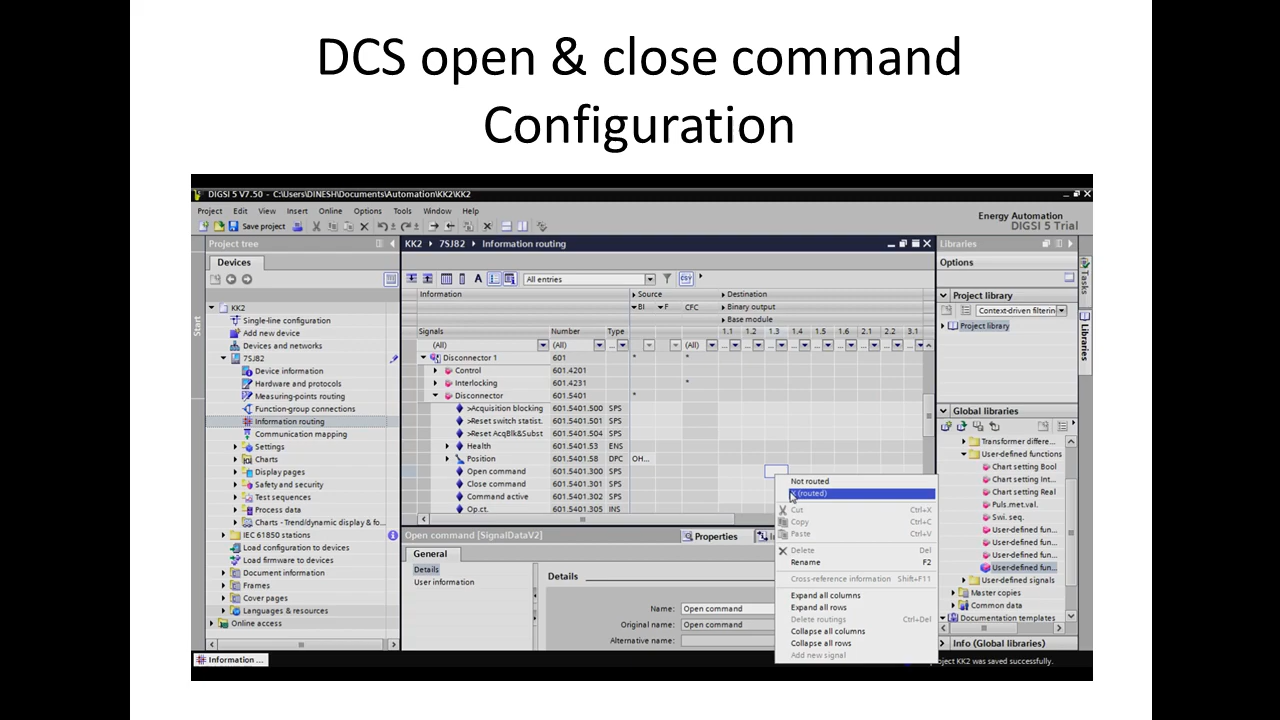 DCS open & close command
Configuration
DIGSI 5 V7.50 - C:\Users\DINESH\Documents\Automation\KK2\KK2
Project Edit View Insert Online Options Tools Window Help
Save project
Energy Automation
DIGSI 5 Trial
Project tree
Devices
Start
KK2
Single-line configuration
Add new device
Devices and networks
7SJ82
Device information
Hardware and protocols
Measuring-points routing
Function-group connections
Information routing
Communication mapping
Settings
Charts
Display pages
Safety and security
Test sequences
Process data
Charts - Trend/dynamic display & fo...
IEC 61850 stations
Load configuration to devices
Load firmware to devices
Document information
Frames
Cover pages
Languages & resources
Online access
Information ...
KK2 7SJ82 Information routing
All entries
Information Source Destination
BI F CFC Binary output
Base module
Signals Number Type 1.1 1.2 1.3 1.4 1.5 1.6 2.1 2.2 3.1
(All) (All) (All)
Disconnector 1 601 * *
Control 601.4201
Interlocking 601.4231 *
Disconnector 601.5401 *
>Acquisition blocking 601.5401.500 SPS
>Reset switch statist. 601.5401.501 SPS
>Reset AcqBlk&Subst 601.5401.504 SPS
Health 601.5401.53 ENS
Position 601.5401.58 DPC OH...
Open command 601.5401.300 SPS
Close command 601.5401.301 SPS
Command active 601.5401.302 SPS
Op.ct. 601.5401.305 INS
Not routed
(routed)
Cut Ctrl+X
Copy Ctrl+C
Paste Ctrl+V
Delete Del
Rename F2
Cross-reference information Shift+F11
Expand all columns
Expand all rows
Delete routings Ctrl+Del
Collapse all columns
Collapse all rows
Add new signal
Open command [SignalDataV2]
Properties
General
Details
User information
Details
Name: Open command
Original name: Open command
Alternative name:
Libraries
Options
Project library
Context-driven filterin
Project library
Global libraries
Transformer differe...
User-defined functions
Chart setting Bool
Chart setting Int...
Chart setting Real
Puls.met.val.
Swi. seq.
User-defined fun...
User-defined fun...
User-defined fun...
User-defined fun...
User-defined signals
Master copies
Common data
Documentation templates
Info (Global libraries)
Tasks
Libraries
oject KK2 was saved successfully.